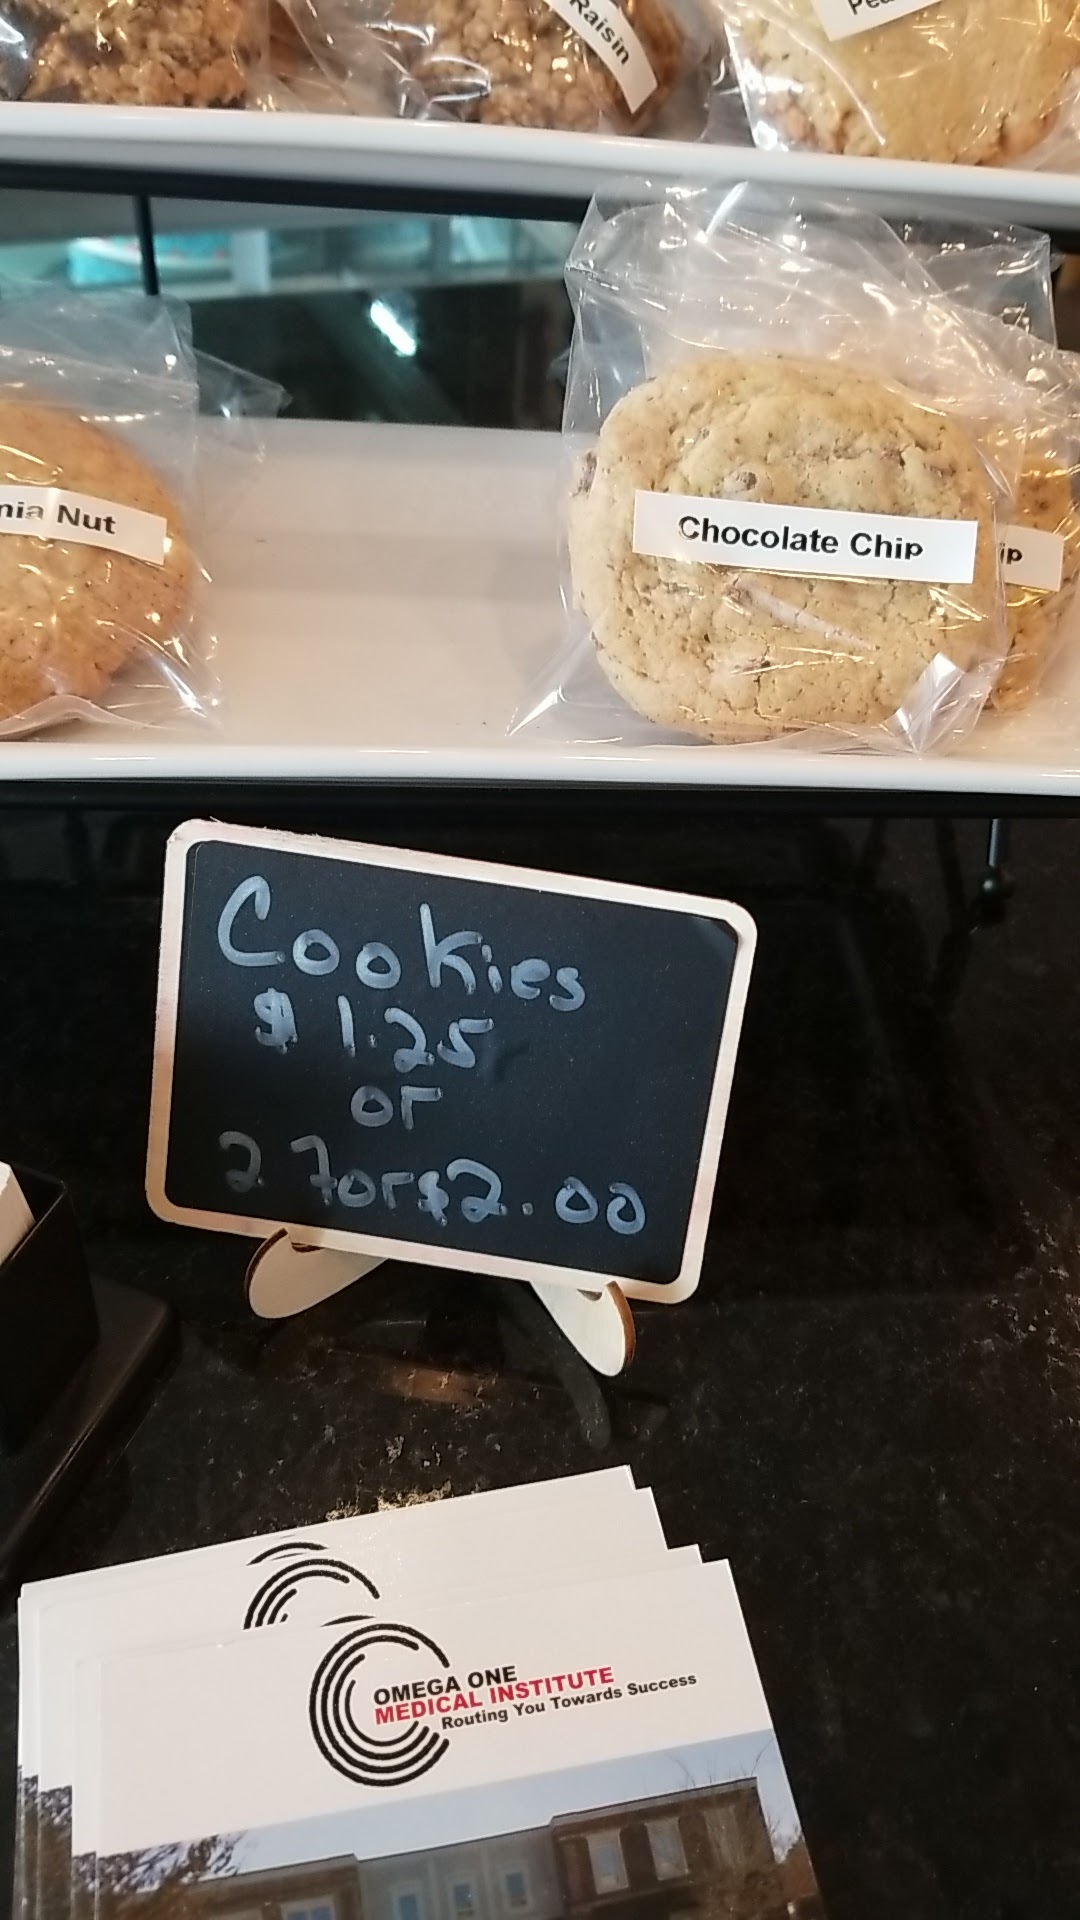 Raisin
Nut
Chocolate Chip
Cookies
$1.25
or
2 for $2.00
OMEGA ONE
MEDICAL INSTITUTE
Routing You Towards Success